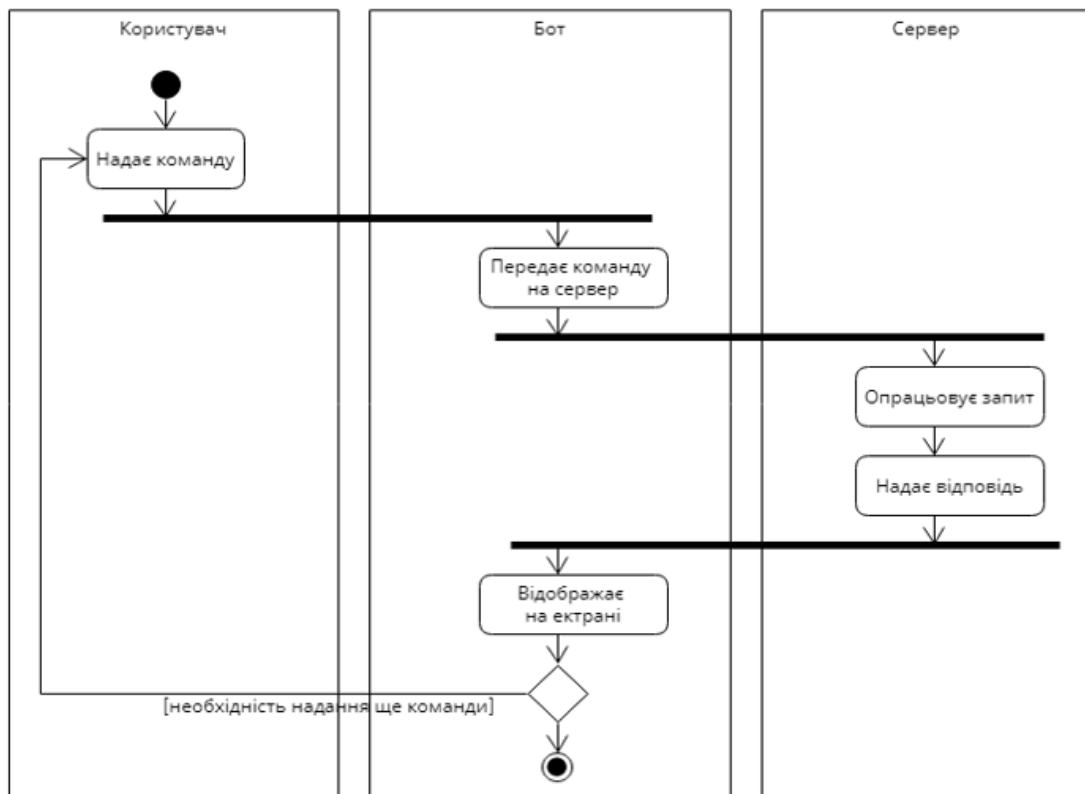 Користувач
Бот
Сервер
Надає команду
Передає команду
на сервер
Опрацьовує запит
Надає відповідь
Відображає
на ектрані
[необхідність надання ще команди]